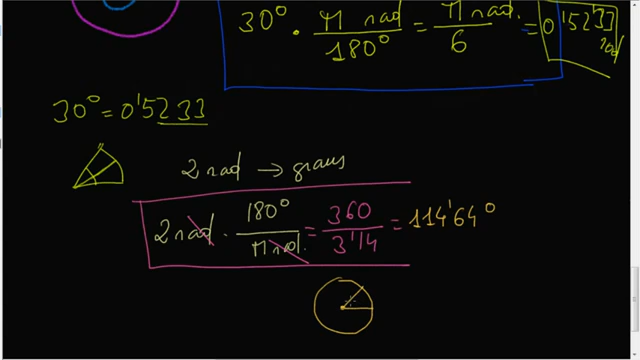 30° · π rad / 180° = π rad / 6 = 0'5233 rad
30° = 0'5233
2 rad → graus
2 rad · 180° / π rad. = 360 / 3'14 = 114'64°